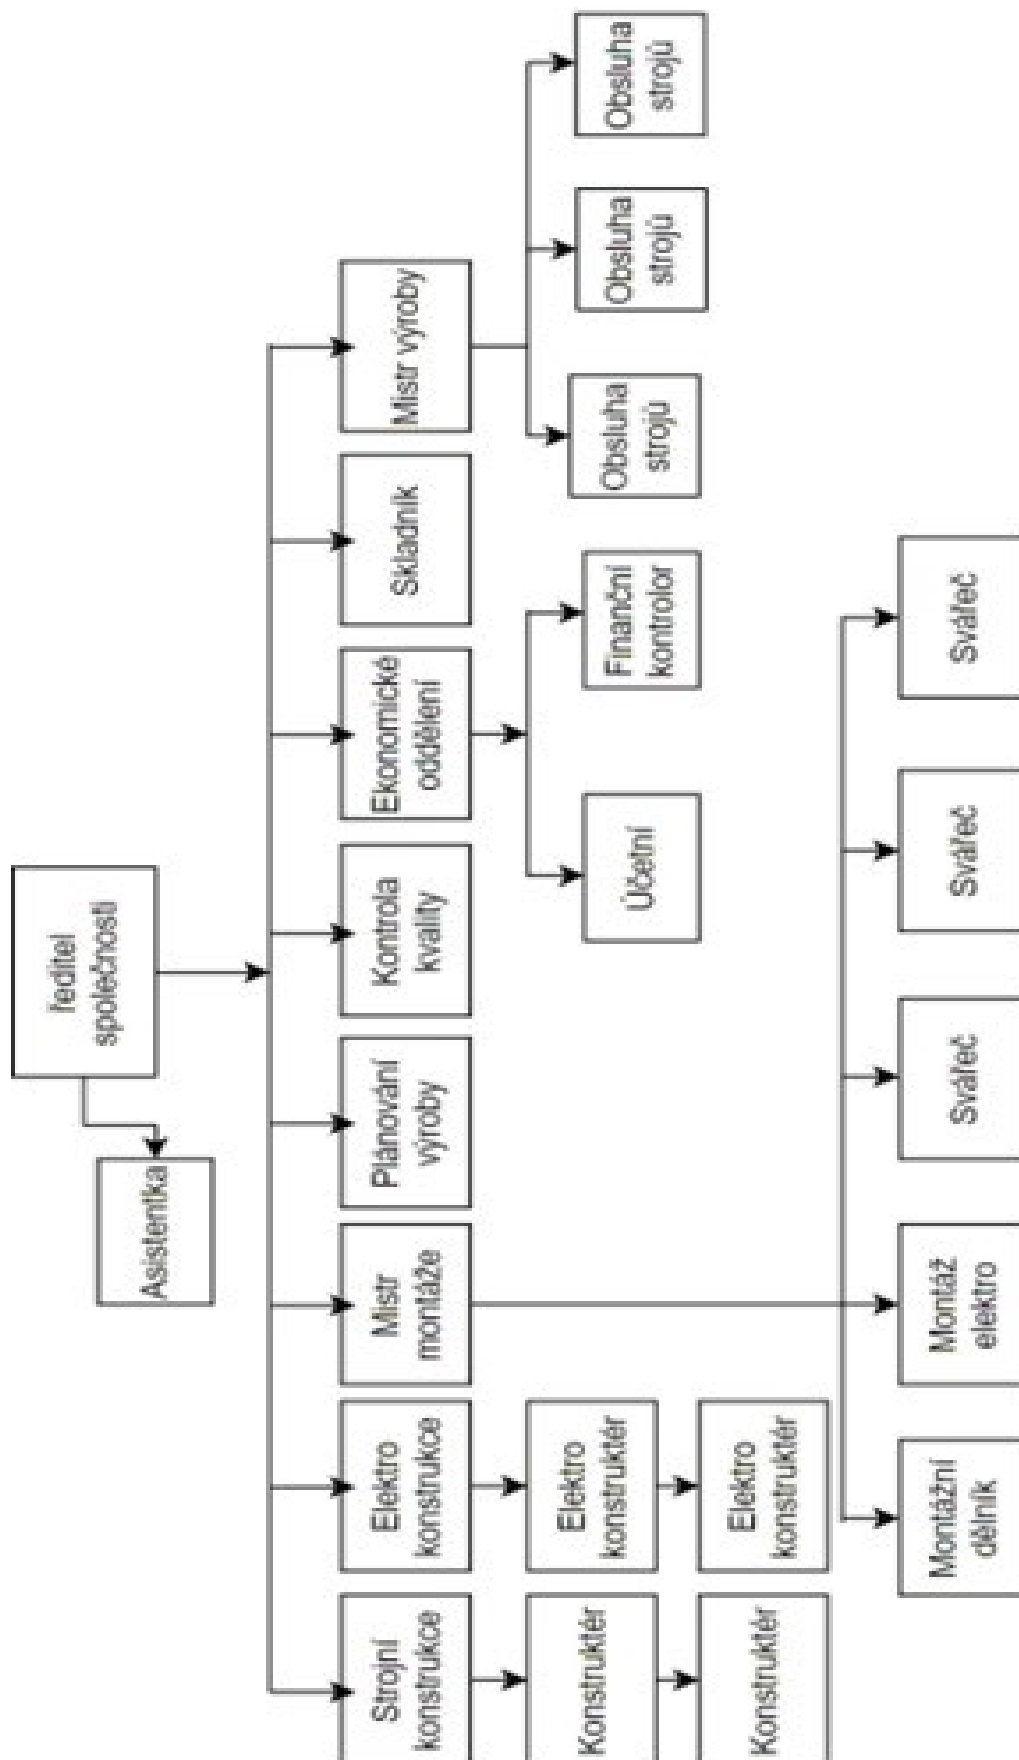 ředitel
společnosti
Asistentka
Strojní
konstrukce
Elektro
konstrukce
Mistr
montáže
Plánování
výroby
Kontrola
kvality
Ekonomické
oddělení
Skladník
Mistr výroby
Konstruktér
Elektro
konstruktér
Účetní
Finanční
kontrolor
Obsluha
strojů
Obsluha
strojů
Obsluha
strojů
Konstruktér
Elektro
konstruktér
Montážní
dělník
Montáž
elektro
Svářeč
Svářeč
Svářeč